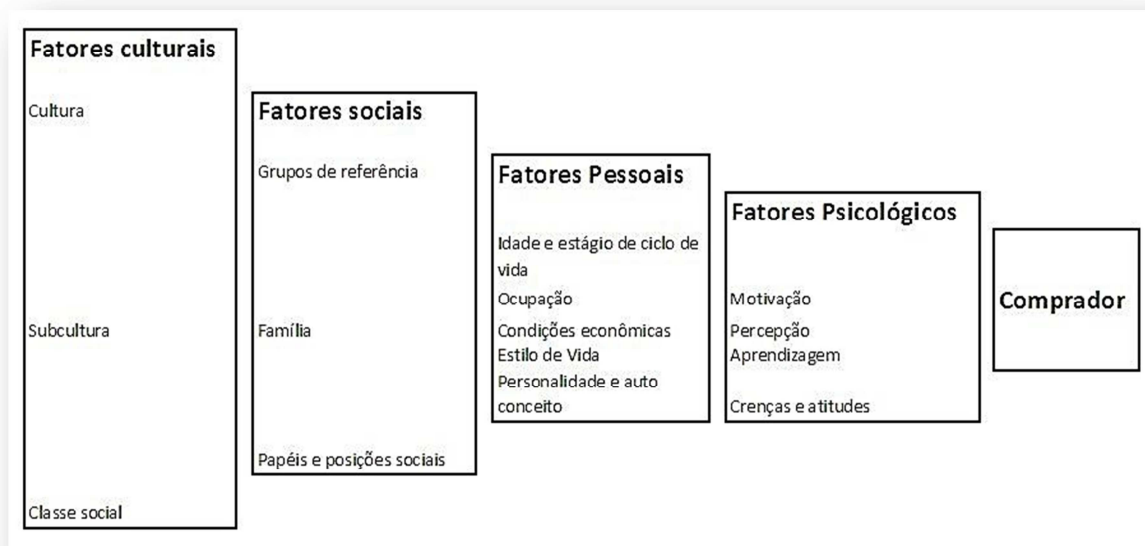 Fatores culturais
Cultura
Subcultura
Classe social
Fatores sociais
Grupos de referência
Família
Papéis e posições sociais
Fatores Pessoais
Idade e estágio de ciclo de
vida
Ocupação
Condições econômicas
Estilo de Vida
Personalidade e auto
conceito
Fatores Psicológicos
Motivação
Percepção
Aprendizagem
Crenças e atitudes
Comprador